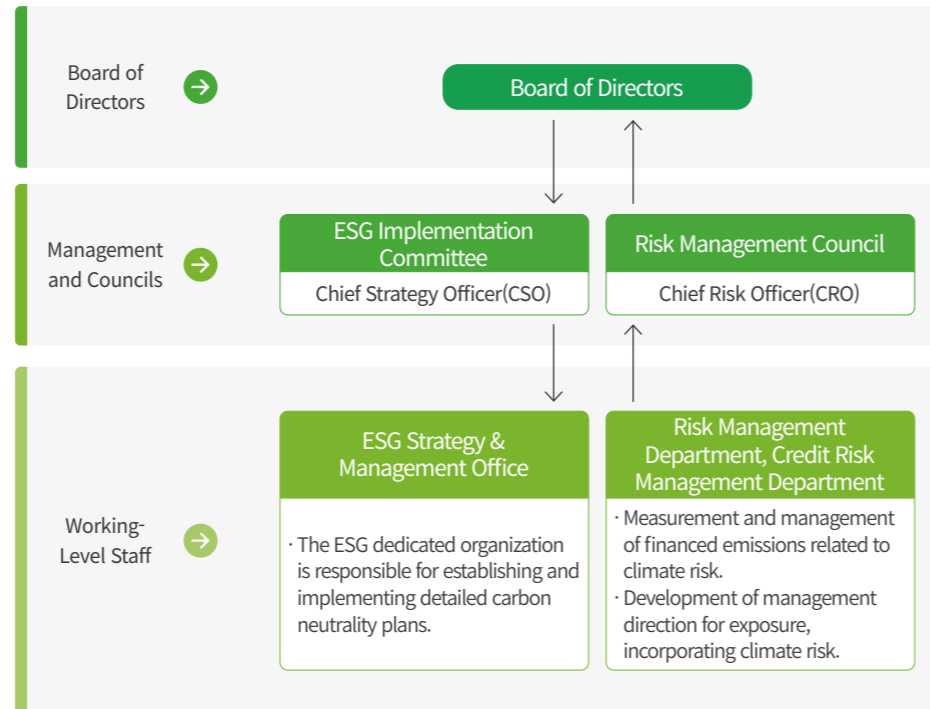 Board of
Directors
Board of Directors
Management
and Councils
ESG Implementation
Committee
Chief Strategy Officer(CSO)
Risk Management Council
Chief Risk Officer(CRO)
Working-
Level Staff
ESG Strategy &
Management Office
· The ESG dedicated organization
is responsible for establishing and
implementing detailed carbon
neutrality plans.
Risk Management
Department, Credit Risk
Management Department
· Measurement and management
of financed emissions related to
climate risk.
· Development of management
direction for exposure,
incorporating climate risk.